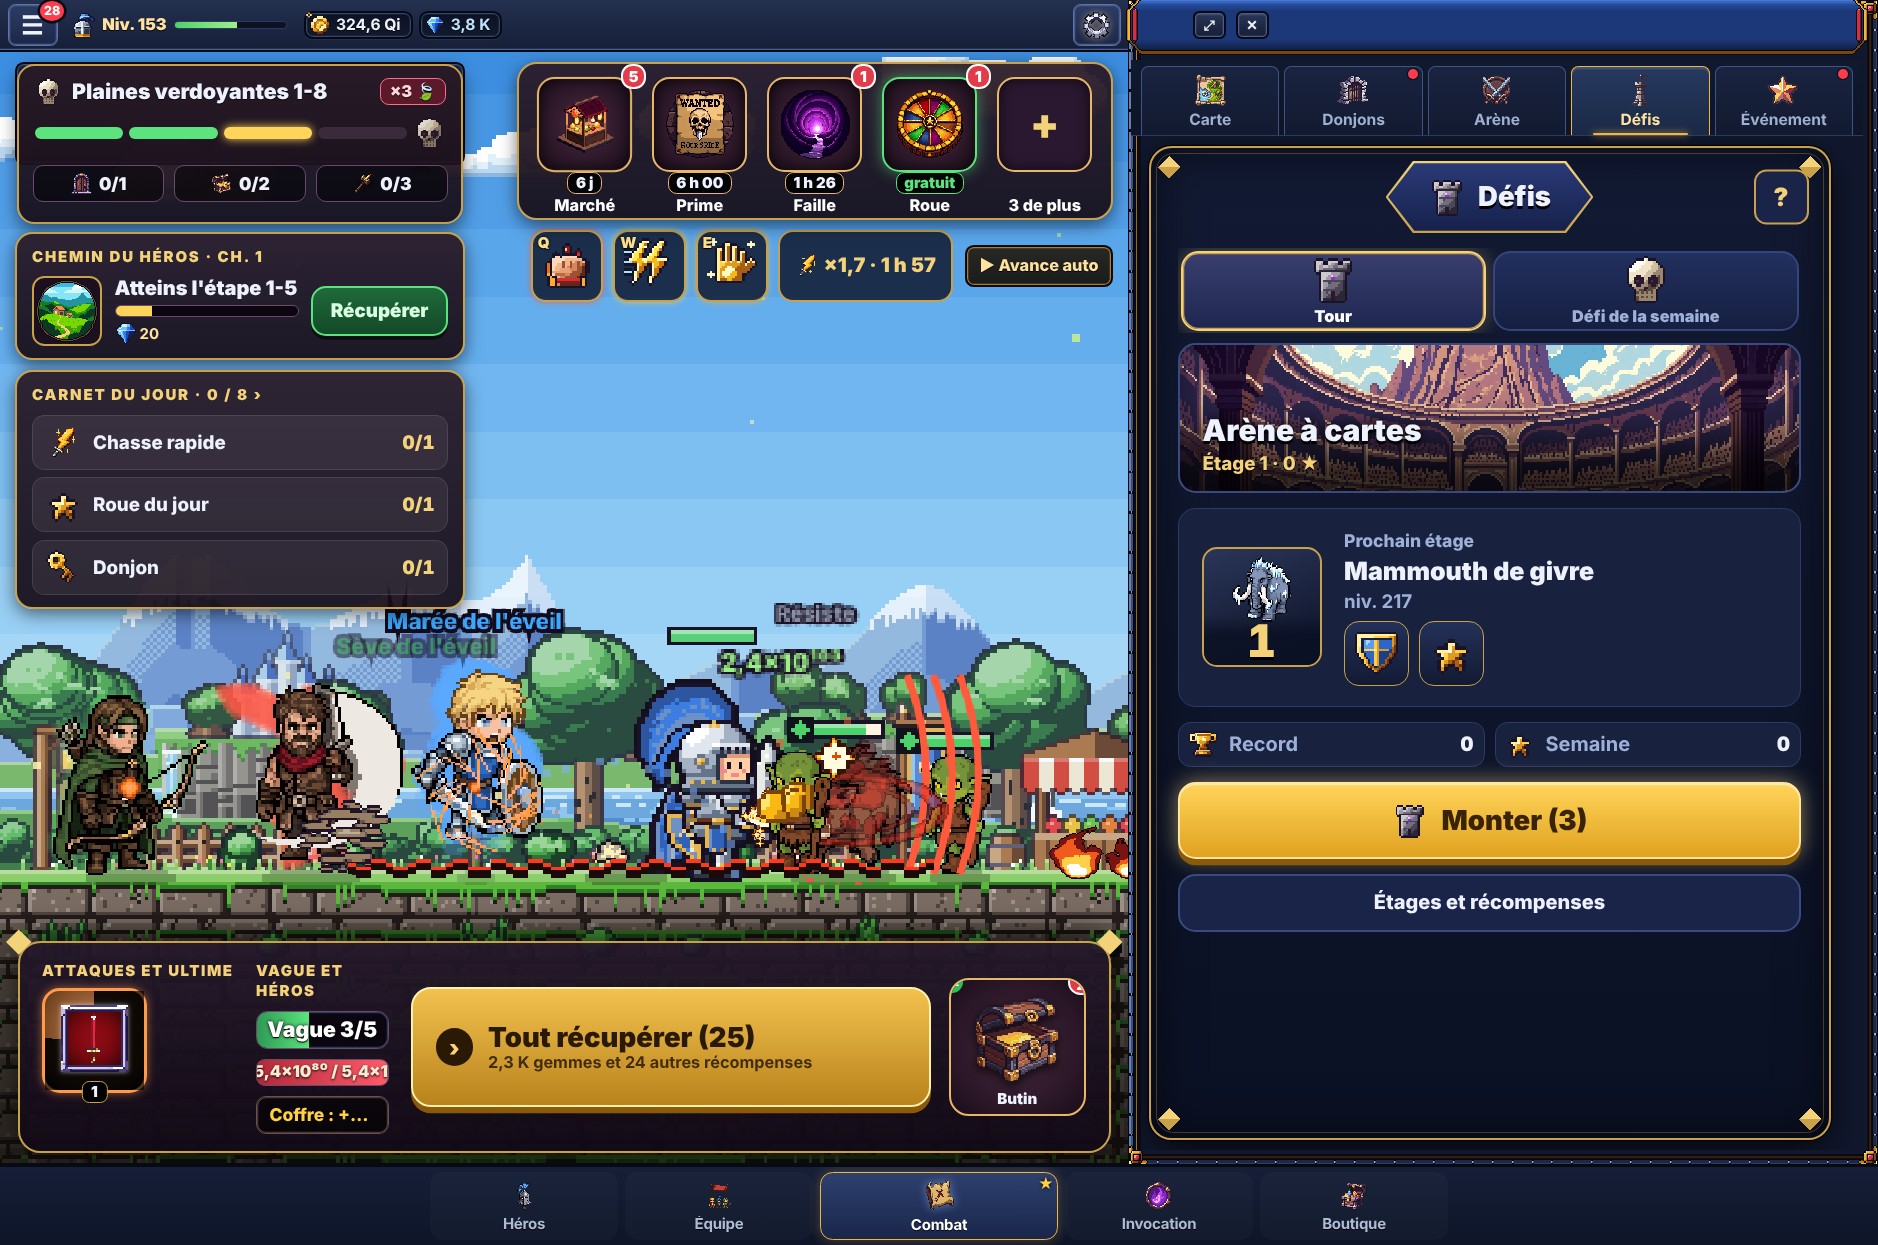 28
Niv. 153
324,6 Qi
3,8 K
Plaines verdoyantes 1-8
×3
0/1
0/2
0/3
CHEMIN DU HÉROS · CH. 1
Atteins l'étape 1-5
20
Récupérer
CARNET DU JOUR · 0 / 8 ›
Chasse rapide
0/1
Roue du jour
0/1
Donjon
0/1
5
WANTED
1
1
+
6 j
6 h 00
1 h 26
gratuit
Marché
Prime
Faille
Roue
3 de plus
Q
W
E
×1,7 · 1 h 57
Avance auto
Marée de l'éveil
Sève de l'éveil
Résiste
ATTAQUES ET ULTIME
1
VAGUE ET
HÉROS
Vague 3/5
5,4×10⁸⁰ / 5,4×1
Coffre : +...
Tout récupérer (25)
2,3 K gemmes et 24 autres récompenses
Butin
Héros
Équipe
Combat
Invocation
Boutique
Carte
Donjons
Arène
Défis
Événement
Défis
?
Tour
Défi de la semaine
Arène à cartes
Étage 1 · 0 ★
Prochain étage
Mammouth de givre
niv. 217
1
Record
0
Semaine
0
Monter (3)
Étages et récompenses